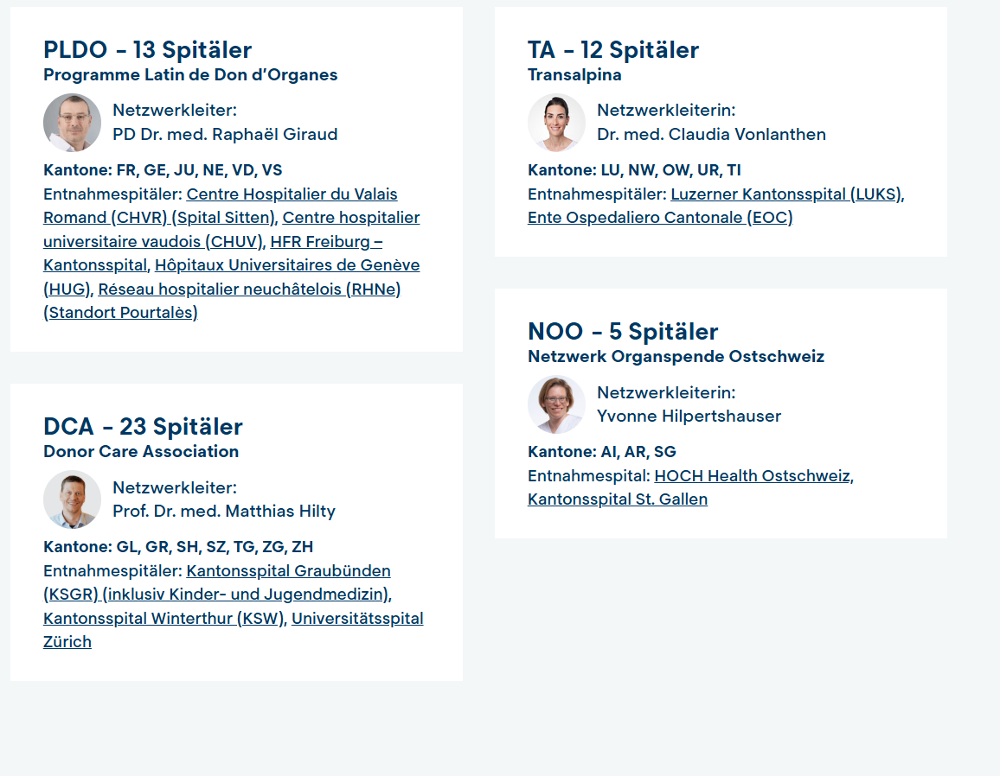 PLDO – 13 Spitäler
Programme Latin de Don d’Organes
Netzwerkleiter:
PD Dr. med. Raphaël Giraud
Kantone: FR, GE, JU, NE, VD, VS
Entnahmespitäler: Centre Hospitalier du Valais
Romand (CHVR) (Spital Sitten), Centre hospitalier
universitaire vaudois (CHUV), HFR Freiburg –
Kantonsspital, Hôpitaux Universitaires de Genève
(HUG), Réseau hospitalier neuchâtelois (RHNe)
(Standort Pourtalès)
DCA – 23 Spitäler
Donor Care Association
Netzwerkleiter:
Prof. Dr. med. Matthias Hilty
Kantone: GL, GR, SH, SZ, TG, ZG, ZH
Entnahmespitäler: Kantonsspital Graubünden
(KSGR) (inklusiv Kinder- und Jugendmedizin),
Kantonsspital Winterthur (KSW), Universitätsspital
Zürich
TA – 12 Spitäler
Transalpina
Netzwerkleiterin:
Dr. med. Claudia Vonlanthen
Kantone: LU, NW, OW, UR, TI
Entnahmespitäler: Luzerner Kantonsspital (LUKS),
Ente Ospedaliero Cantonale (EOC)
NOO – 5 Spitäler
Netzwerk Organspende Ostschweiz
Netzwerkleiterin:
Yvonne Hilpertshauser
Kantone: AI, AR, SG
Entnahmespital: HOCH Health Ostschweiz,
Kantonsspital St. Gallen